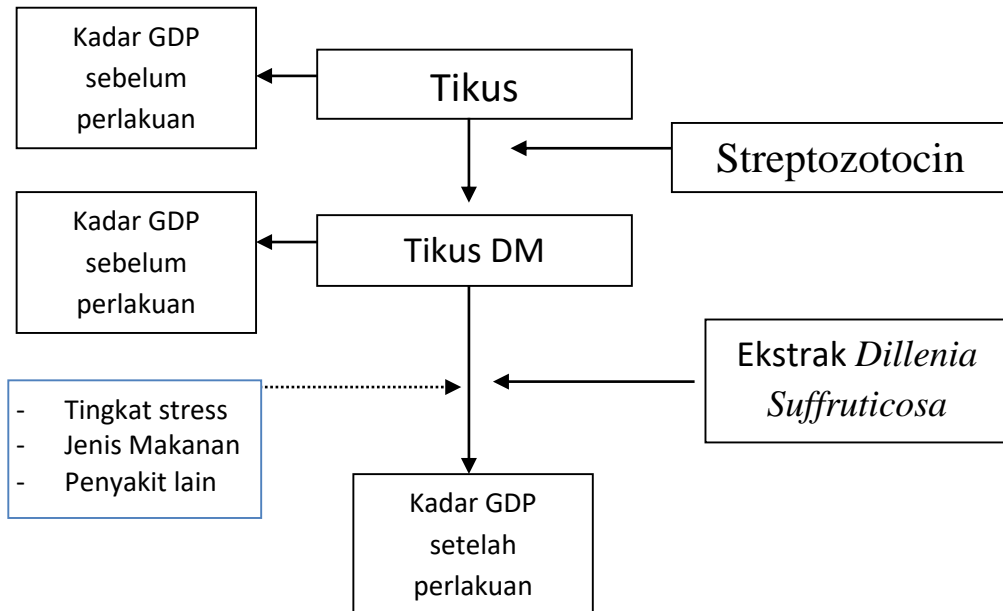 Kadar GDP
sebelum
perlakuan
Tikus
Streptozotocin
Kadar GDP
sebelum
perlakuan
Tikus DM
Ekstrak Dillenia
Suffruticosa
- Tingkat stress
- Jenis Makanan
- Penyakit lain
Kadar GDP
setelah
perlakuan